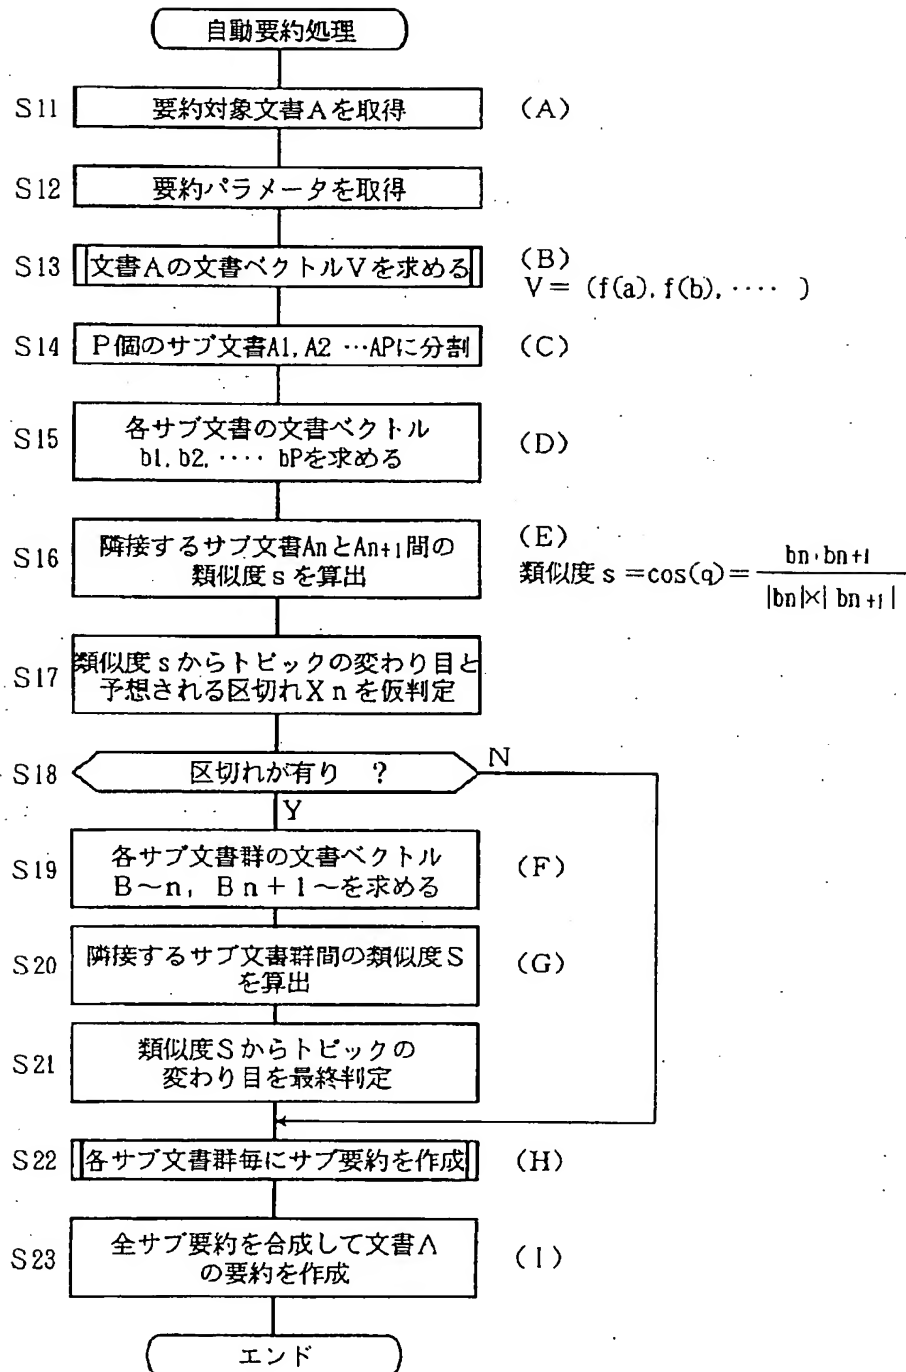 自動要約処理
S11 要約対象文書Aを取得 (A)
S12 要約パラメータを取得
S13 文書Aの文書ベクトルVを求める (B)
V= (f(a), f(b), ‥‥ )
S14 P個のサブ文書A1, A2 …APに分割 (C)
S15 各サブ文書の文書ベクトル
b1, b2, ‥‥ bPを求める (D)
S16 隣接するサブ文書AnとAn+1間の
類似度sを算出 (E)
類似度s=cos(q)= bn·bn+1
|bn|×|bn+1|
S17 類似度sからトピックの変わり目と
予想される区切れXnを仮判定
S18 区切れが有り ? N
Y
S19 各サブ文書群の文書ベクトル
B~n, Bn+1~を求める (F)
S20 隣接するサブ文書群間の類似度S
を算出 (G)
S21 類似度Sからトピックの
変わり目を最終判定
S22 各サブ文書群毎にサブ要約を作成 (H)
S23 全サブ要約を合成して文書A
の要約を作成 (I)
エンド